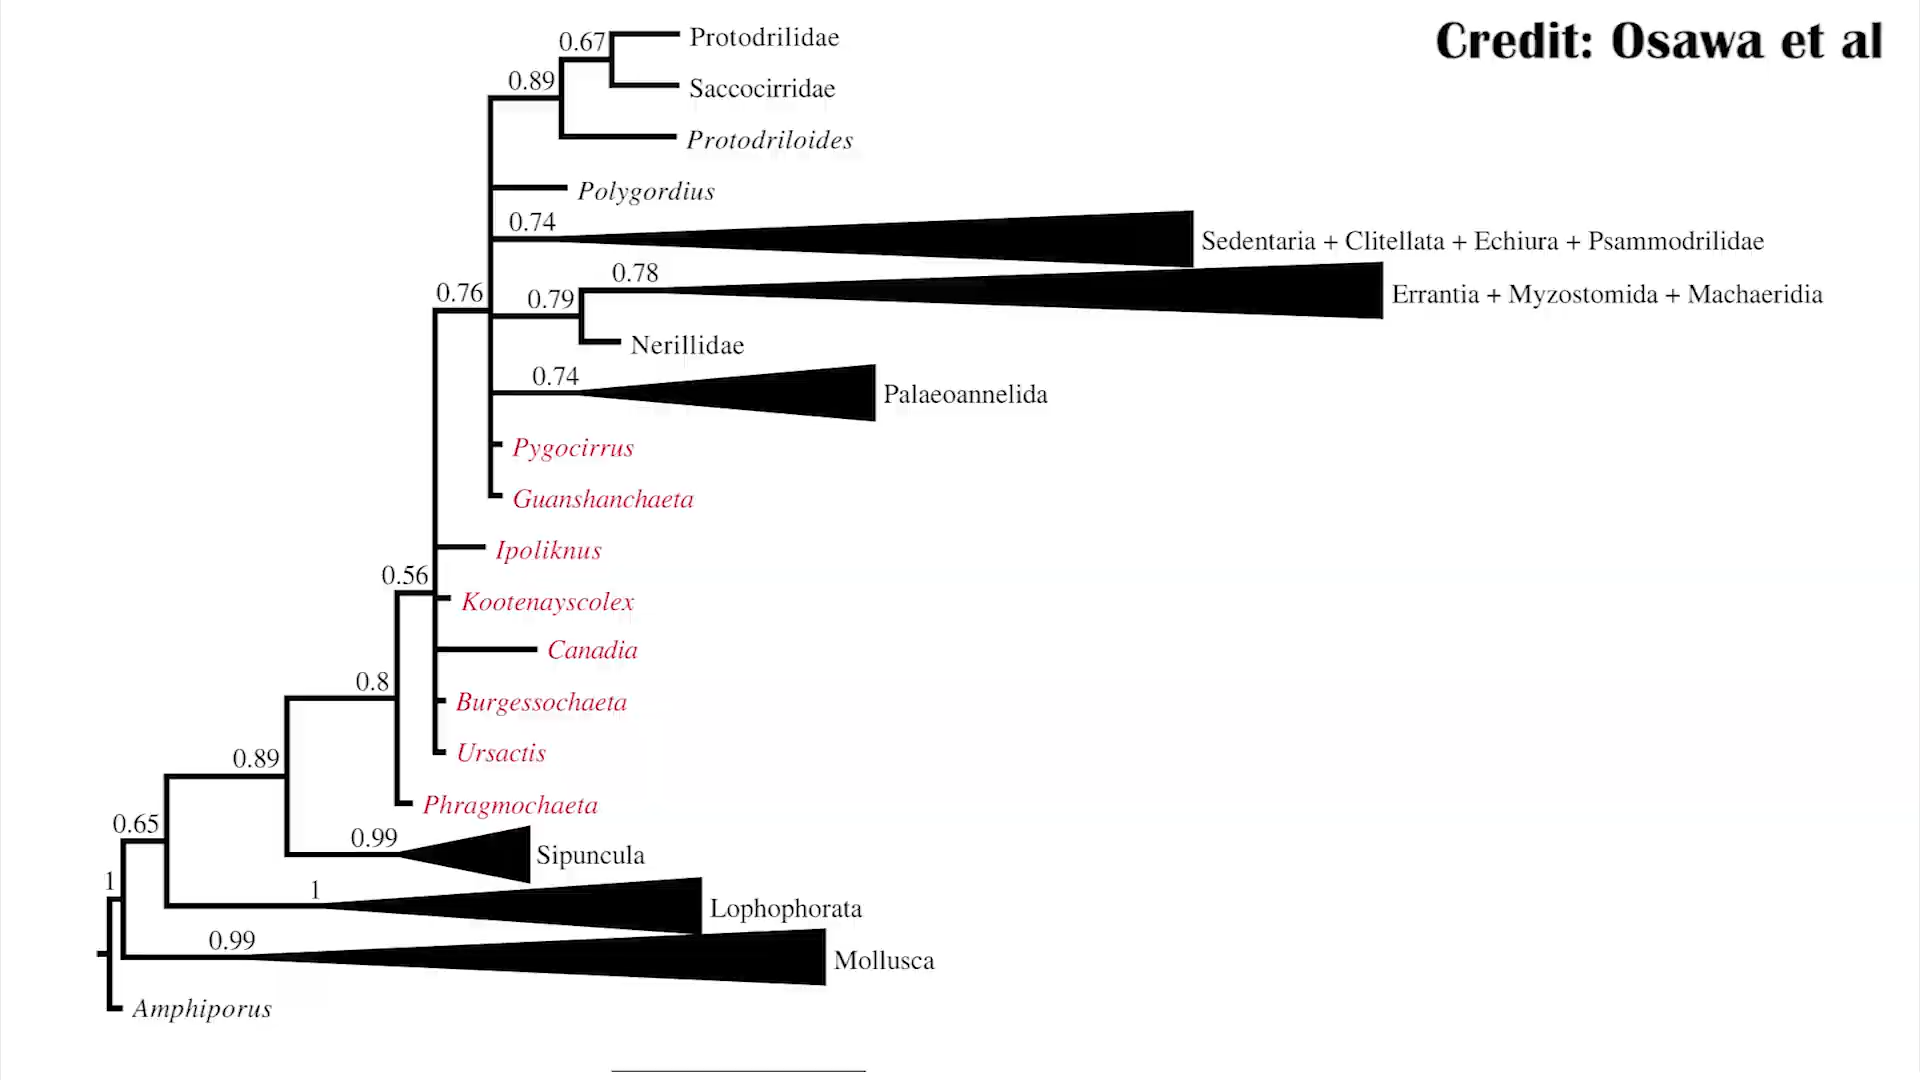 Credit: Osawa et al
0.67
Protodrilidae
0.89
Saccocirridae
Protodriloides
Polygordius
0.74
Sedentaria + Clitellata + Echiura + Psammodrilidae
0.78
0.76
0.79
Errantia + Myzostomida + Machaeridia
Nerillidae
0.74
Palaeoannelida
Pygocirrus
Guanshanchaeta
Ipoliknus
0.56
Kootenayscolex
Canadia
0.8
Burgessochaeta
Ursactis
0.89
Phragmochaeta
0.65
0.99
Sipuncula
1
1
Lophophorata
0.99
Mollusca
Amphiporus